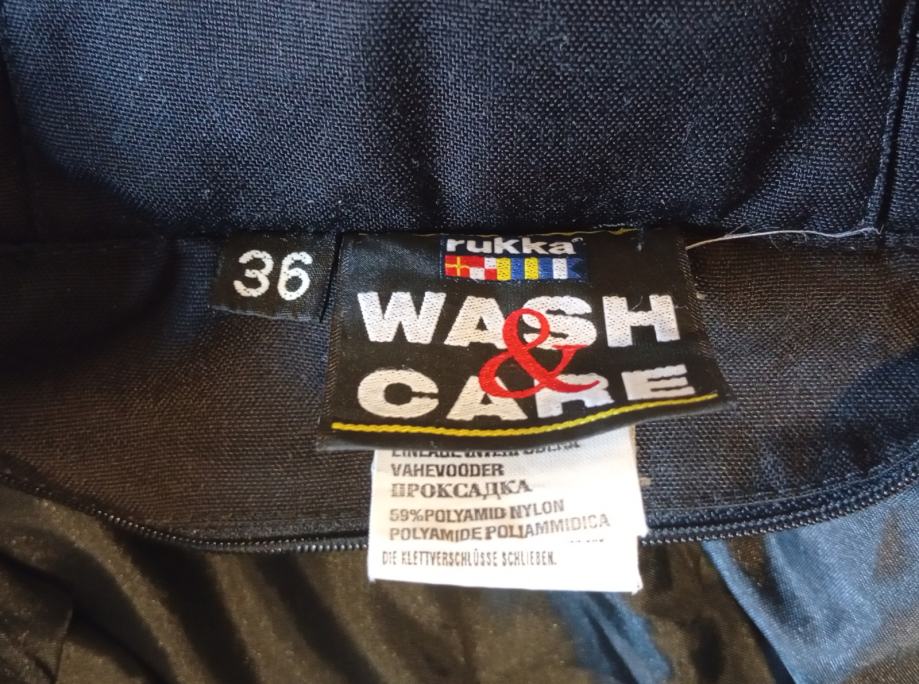 36
rukka
WASH
&
CARE
VAHEVOODER
ПРОКСАДКА
59% POLYAMID NYLON
POLYAMIDE POLIAMMIDICA
DIE KLETTVERSCHLÜSSE SCHLIEßEN.